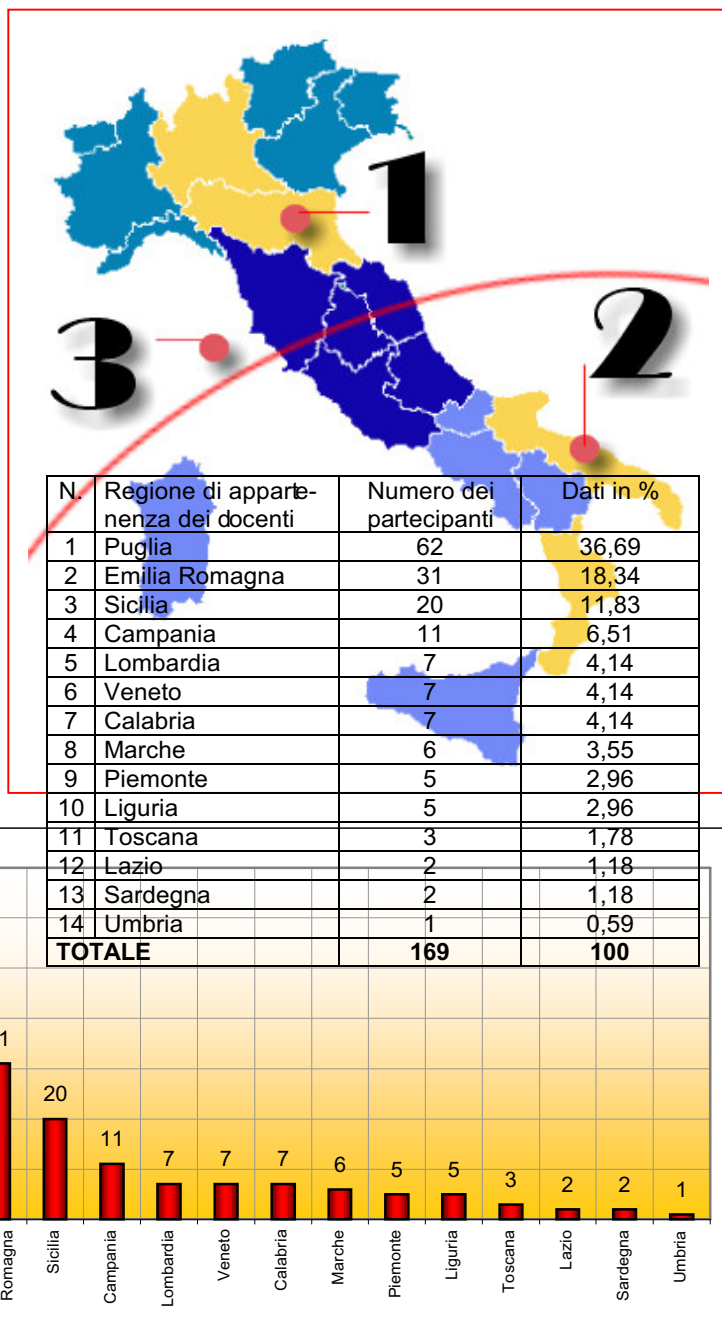 1
2
3
N. Regione di apparte- Numero dei Dati in %
nenza dei docenti partecipanti
1 Puglia 62 36,69
2 Emilia Romagna 31 18,34
3 Sicilia 20 11,83
4 Campania 11 6,51
5 Lombardia 7 4,14
6 Veneto 7 4,14
7 Calabria 7 4,14
8 Marche 6 3,55
9 Piemonte 5 2,96
10 Liguria 5 2,96
11 Toscana 3 1,78
12 Lazio 2 1,18
13 Sardegna 2 1,18
14 Umbria 1 0,59
TOTALE 169 100
1 20 11 7 7 7 6 5 5 3 2 2 1
Romagna Sicilia Campania Lombardia Veneto Calabria Marche Piemonte Liguria Toscana Lazio Sardegna Umbria